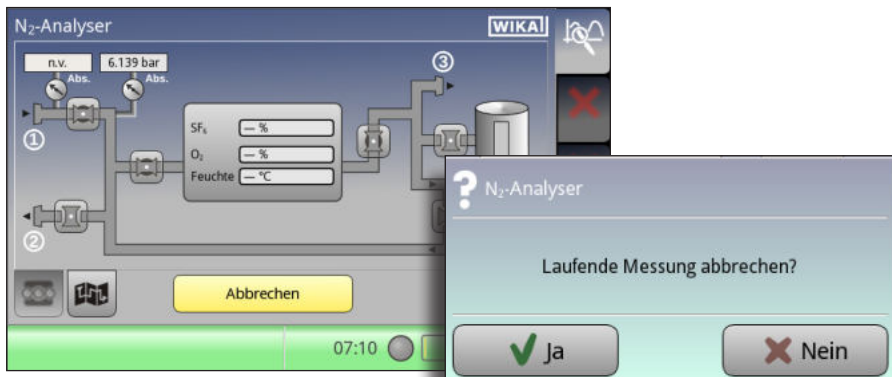 N₂-Analyser
WIKAI
n.v.
6.139 bar
Abs.
Abs.
③
①
SF₆
— %
O₂
— %
Feuchte
— °C
②
Abbrechen
07:10
? N₂-Analyser
Laufende Messung abbrechen?
Ja
Nein